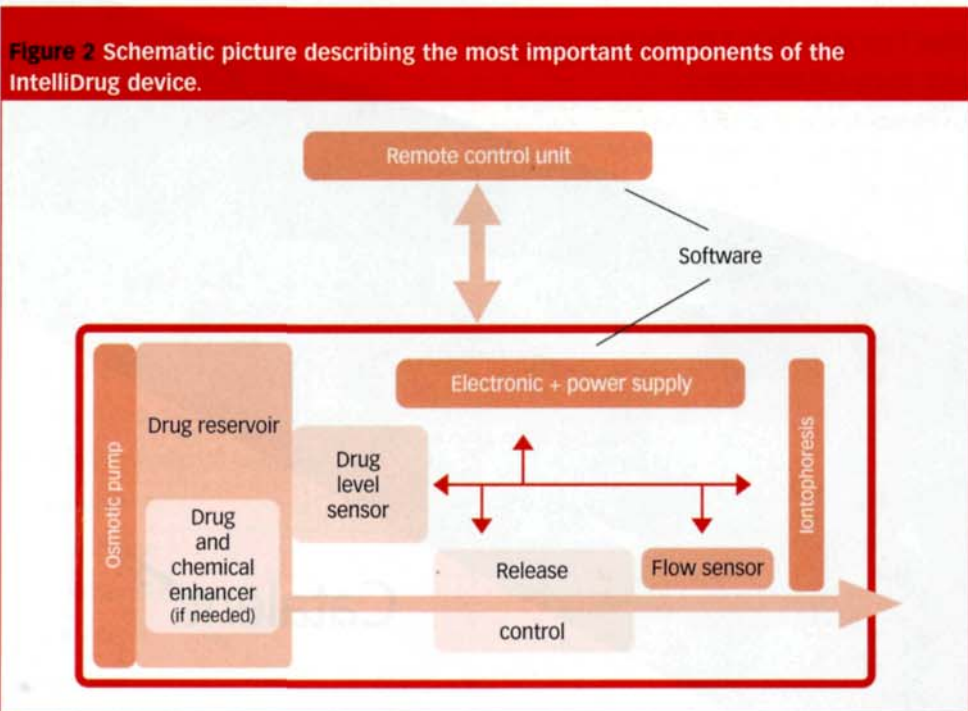 Figure 2 Schematic picture describing the most important components of the
IntelliDrug device.
Remote control unit
Software
Electronic + power supply
Osmotic pump
Drug reservoir
Drug
level
sensor
Iontophoresis
Drug
and
chemical
enhancer
(if needed)
Release
control
Flow sensor